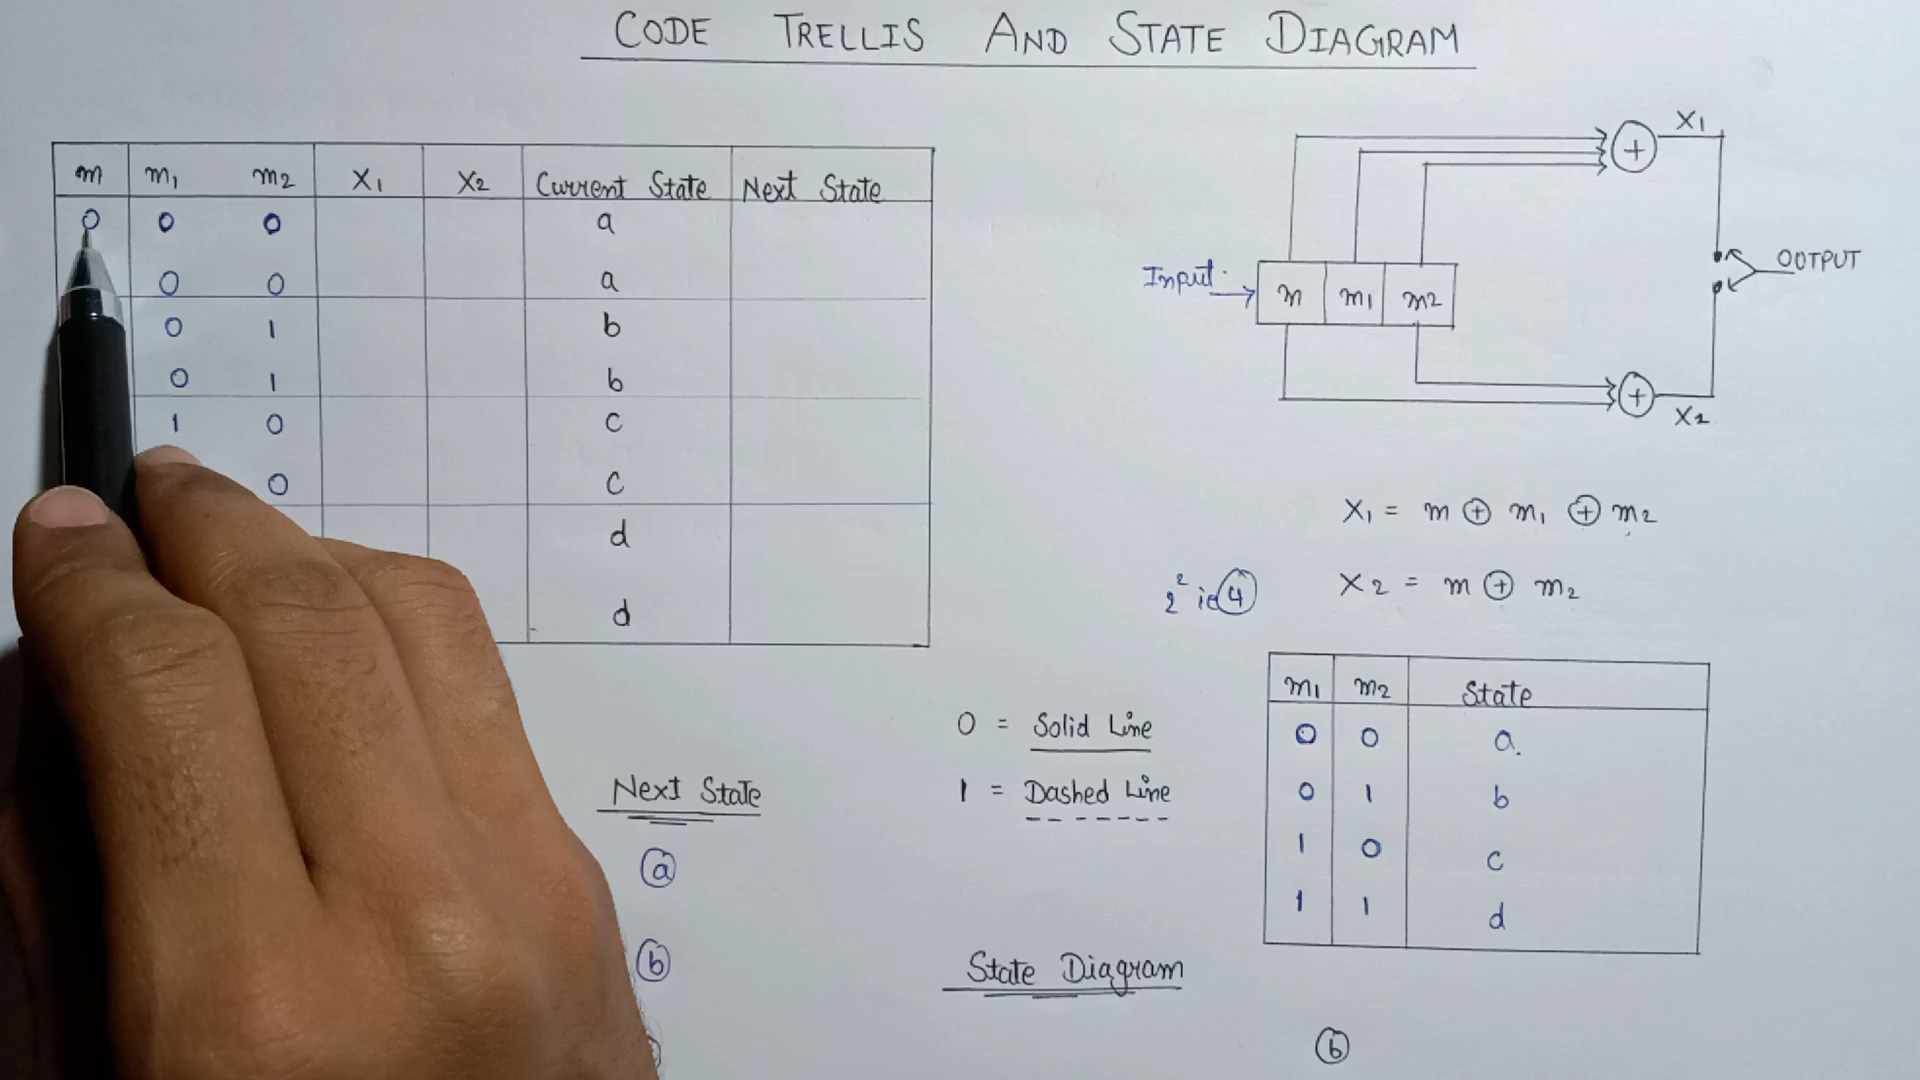 CODE TRELLIS AND STATE DIAGRAM
m m1 m2 X1 X2 Current State Next State
0 0 0 a
0 0 a
0 1 b
0 1 b
1 0 c
0 c
d
d
X1
Input m m1 m2 OUTPUT
X2
X1 = m ⊕ m1 ⊕ m2
X2 = m ⊕ m2
2² ie 4
m1 m2 State
0 0 a.
0 1 b
1 0 c
1 1 d
0 = Solid Line
1 = Dashed Line
Next State
a
b
State Diagram
b